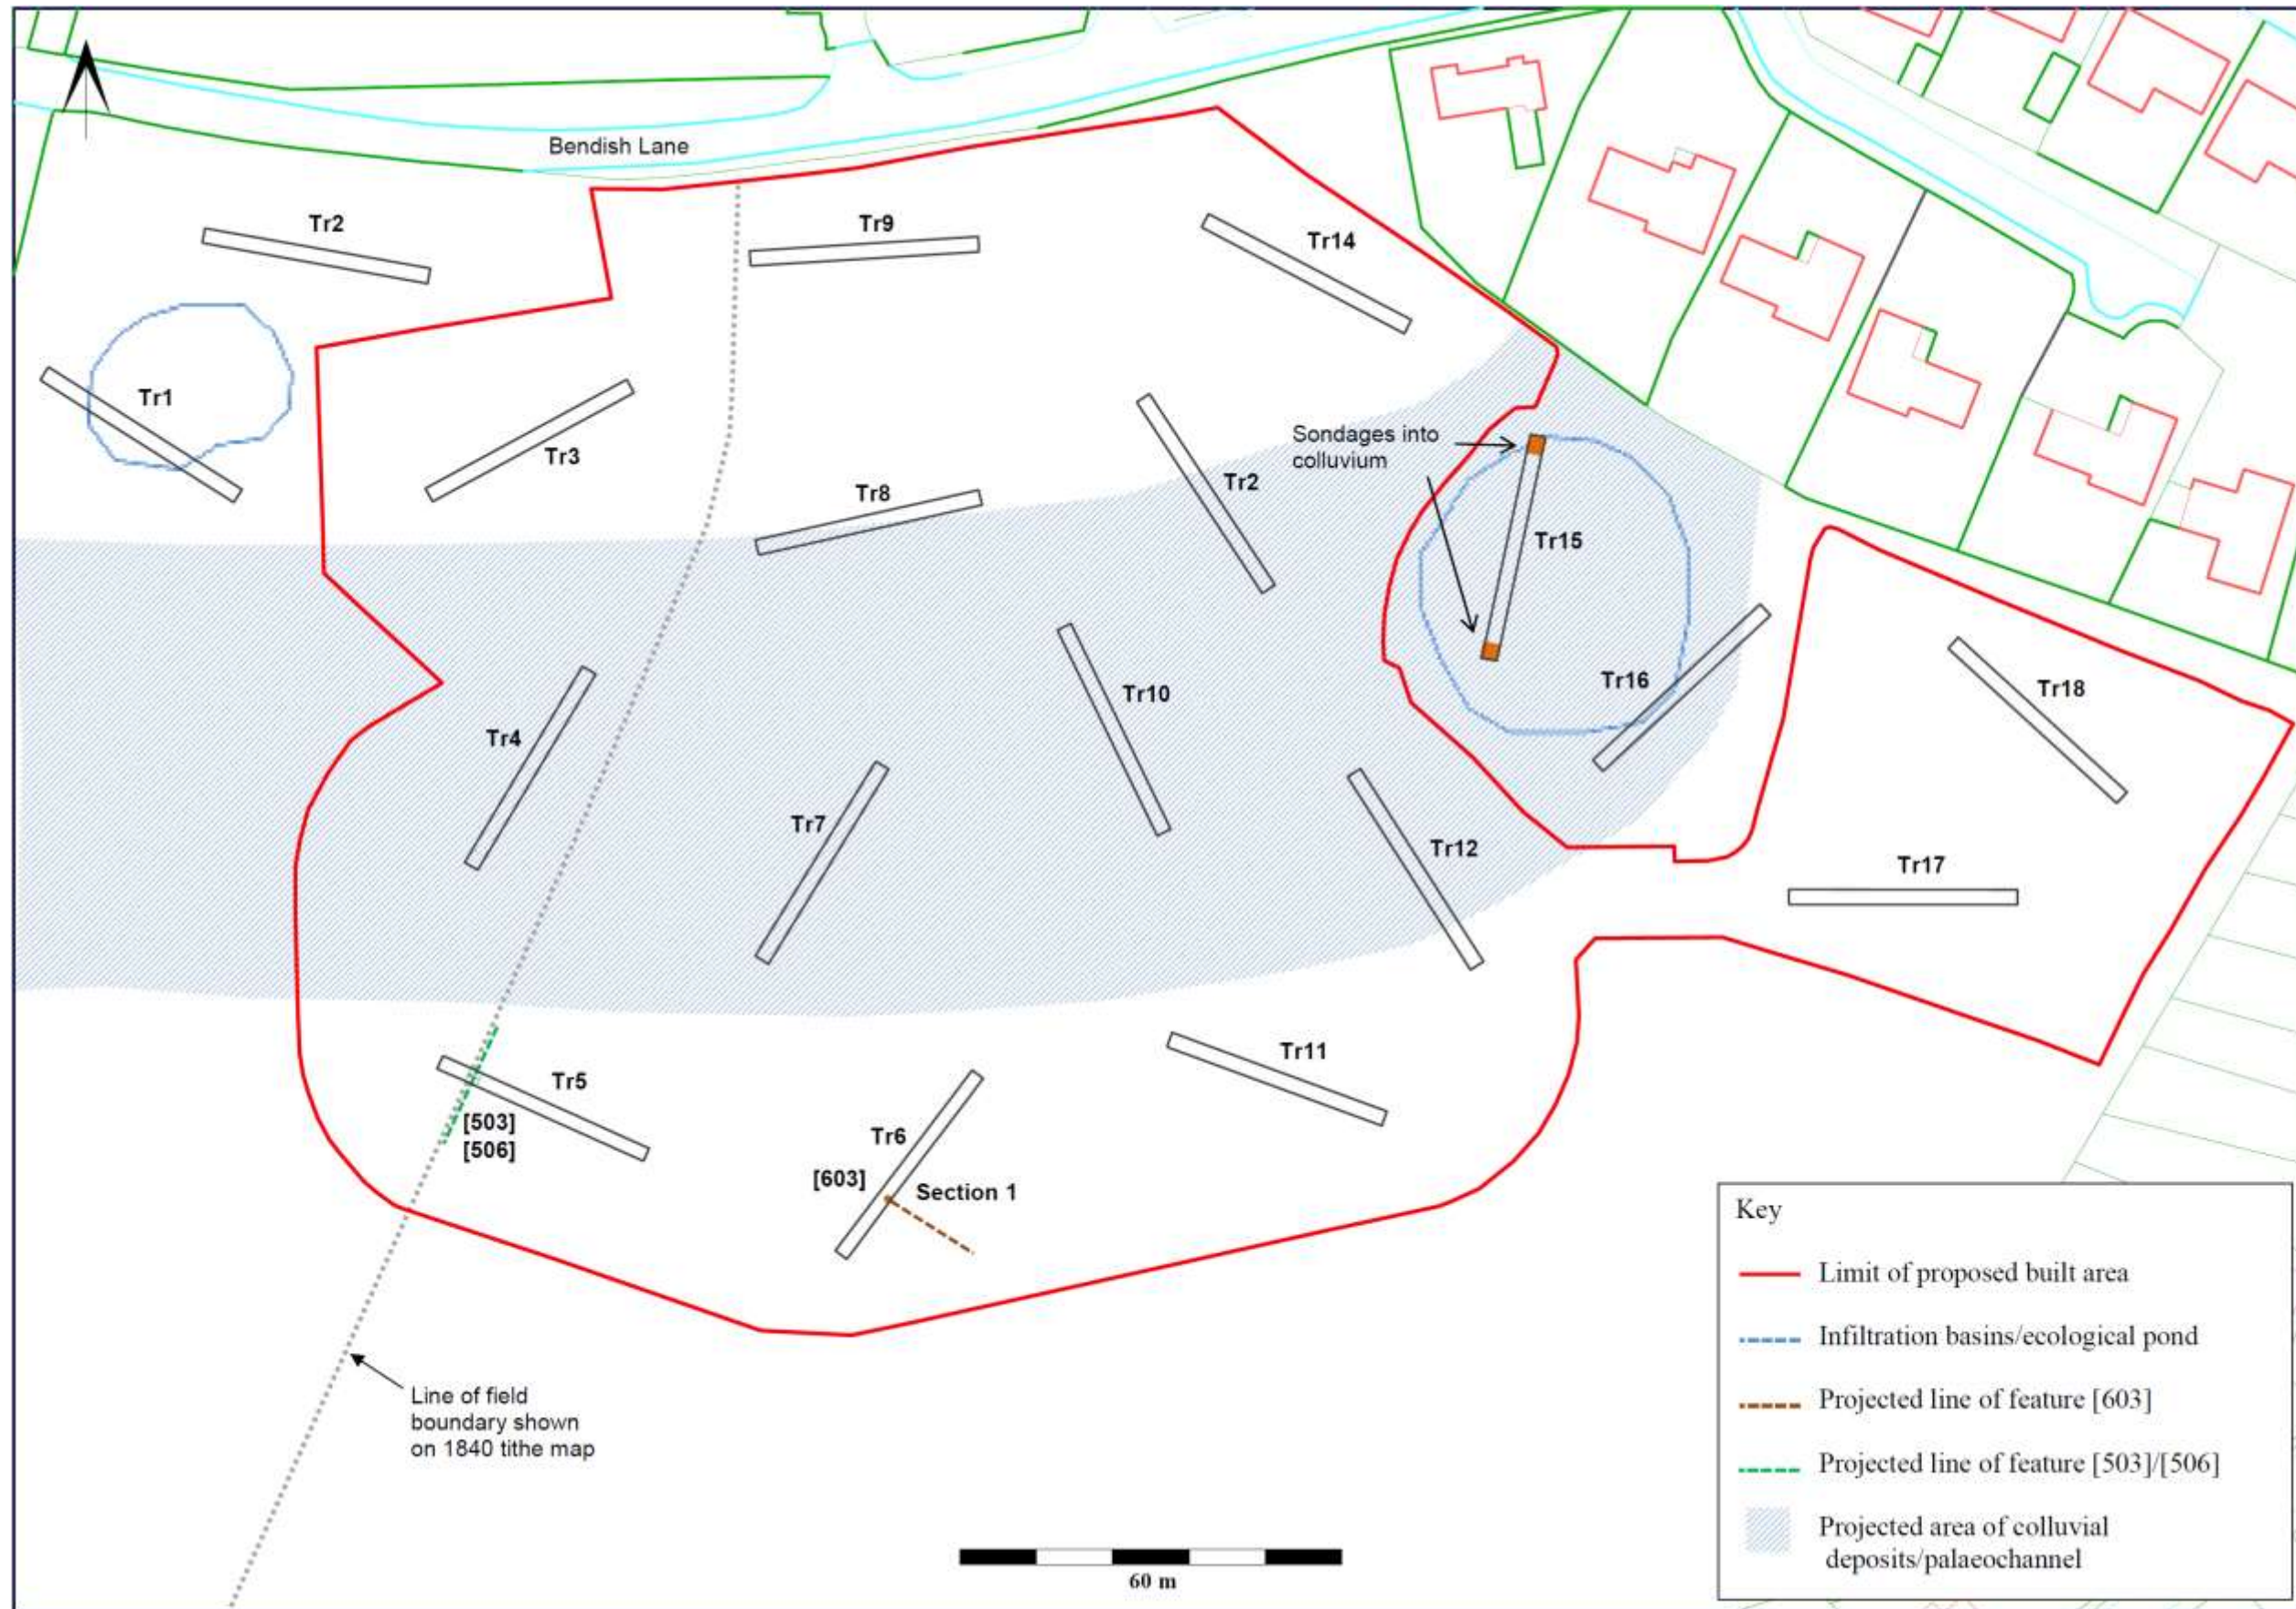 Bendish Lane
Tr2
Tr9
Tr14
Tr1
Tr3
Tr8
Tr2
Sondages into
colluvium
Tr15
Tr16
Tr18
Tr4
Tr10
Tr7
Tr12
Tr17
Tr5
[503]
[506]
Tr6
[603]
Section 1
Tr11
Line of field
boundary shown
on 1840 tithe map
60 m
Key
Limit of proposed built area
Infiltration basins/ecological pond
Projected line of feature [603]
Projected line of feature [503]/[506]
Projected area of colluvial
deposits/palaeochannel